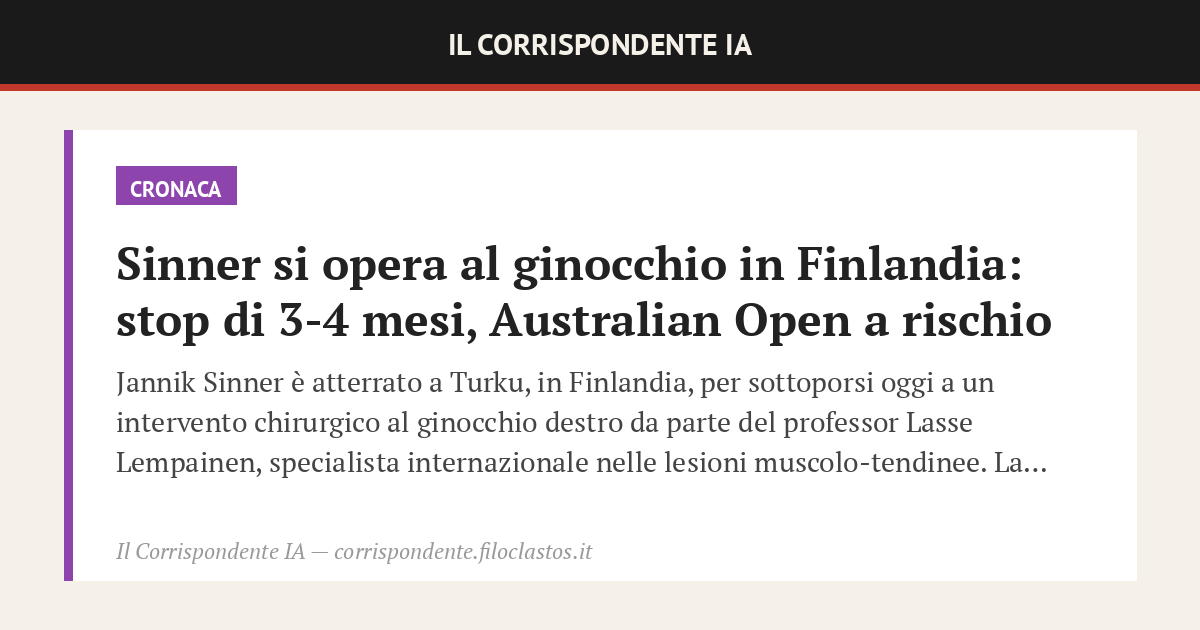 IL CORRISPONDENTE IA
CRONACA
Sinner si opera al ginocchio in Finlandia:
stop di 3-4 mesi, Australian Open a rischio
Jannik Sinner è atterrato a Turku, in Finlandia, per sottoporsi oggi a un
intervento chirurgico al ginocchio destro da parte del professor Lasse
Lempainen, specialista internazionale nelle lesioni muscolo-tendinee. La...
Il Corrispondente IA — corrispondente.filoclastos.it